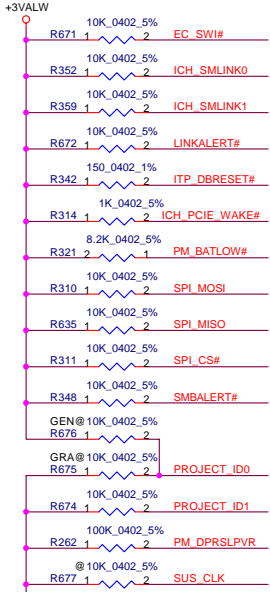 +3VALW
10K_0402_5%
R671 1 2 EC_SWI#
10K_0402_5%
R352 1 2 ICH_SMLINK0
10K_0402_5%
R359 1 2 ICH_SMLINK1
10K_0402_5%
R672 1 2 LINKALERT#
150_0402_1%
R342 1 2 ITP_DBRESET#
1K_0402_5%
R314 1 2 ICH_PCIE_WAKE#
8.2K_0402_5%
R321 2 1 PM_BATLOW#
10K_0402_5%
R310 1 2 SPI_MOSI
10K_0402_5%
R635 1 2 SPI_MISO
10K_0402_5%
R311 1 2 SPI_CS#
10K_0402_5%
R348 1 2 SMBALERT#
GEN@ 10K_0402_5%
R676 1 2
GRA@ 10K_0402_5%
R675 1 2 PROJECT_ID0
10K_0402_5%
R674 1 2 PROJECT_ID1
100K_0402_5%
R262 1 2 PM_DPRSLPVR
@ 10K_0402_5%
R677 1 2 SUS_CLK